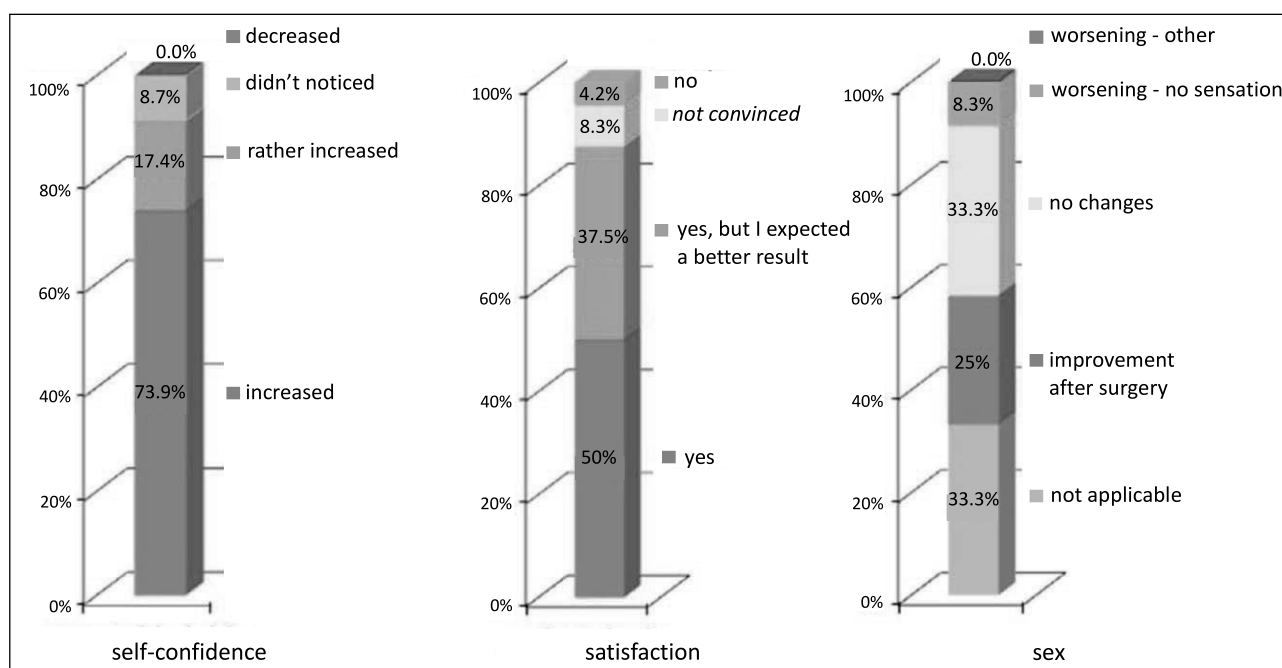 decreased
0.0%
100%
8.7%
didn't noticed
17.4%
rather increased
80%
60%
73.9%
increased
40%
20%
0%
self-confidence
100%
4.2%
no
8.3%
not convinced
80%
37.5%
yes, but I expected
a better result
60%
40%
50%
yes
20%
0%
satisfaction
worsening - other
0.0%
100%
8.3%
worsening - no sensation
80%
33.3%
no changes
60%
25%
improvement
after surgery
40%
33.3%
not applicable
20%
0%
sex